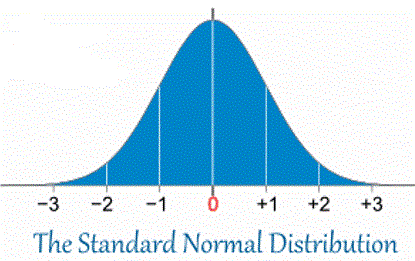 −3 −2 −1 0 +1 +2 +3
The Standard Normal Distribution